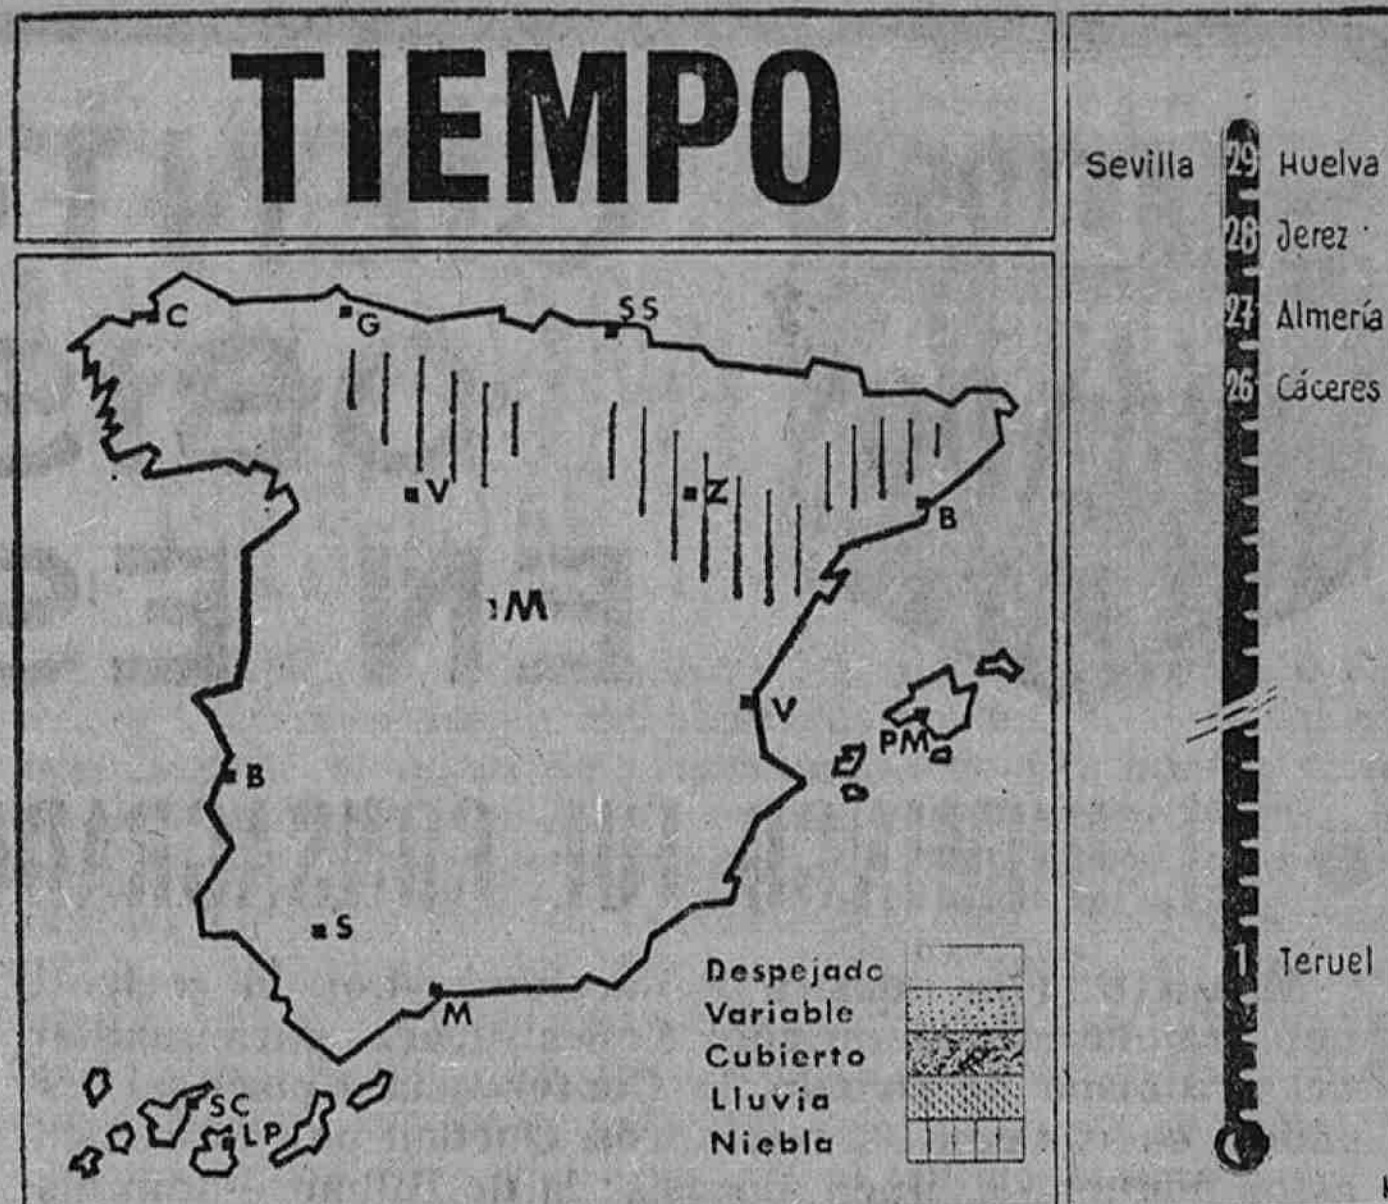 TIEMPO
C
G
SS
V
Z
B
M
V
PM
B
S
M
SC
LP
Despejado
Variable
Cubierto
Lluvia
Niebla
Sevilla 29 Huelva
28 Jerez
27 Almería
26 Cáceres
1 Teruel